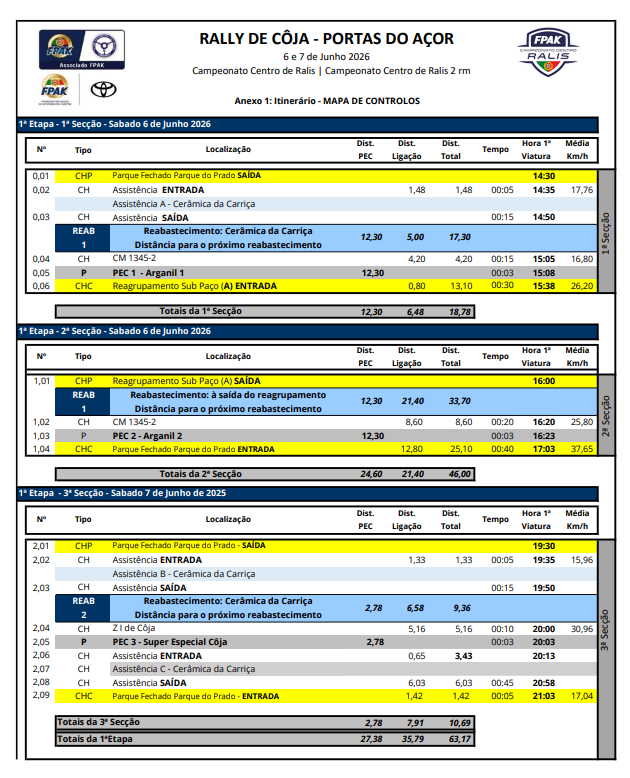 RALLY DE CÔJA - PORTAS DO AÇOR
FPAK
Associado FPAK
6 e 7 de Junho 2026
Campeonato Centro de Ralis | Campeonato Centro de Ralis 2 rm
FPAK
CAMPEONATO CENTRO
RALIS
FPAK
Anexo 1: Itinerário - MAPA DE CONTROLOS
1ª Etapa - 1ª Secção - Sabado 6 de Junho 2026
Nº Tipo Localização Dist. PEC Dist. Ligação Dist. Total Tempo Hora 1ª Viatura Média Km/h
0,01 CHP Parque Fechado Parque do Prado SAÍDA 14:30
0,02 CH Assistência ENTRADA 1,48 1,48 00:05 14:35 17,76
Assistência A - Cerâmica da Carriça
0,03 CH Assistência SAÍDA 00:15 14:50
REAB 1 Reabastecimento: Cerâmica da Carriça
Distância para o próximo reabastecimento 12,30 5,00 17,30
0,04 CH CM 1345-2 4,20 4,20 00:15 15:05 16,80
0,05 P PEC 1 - Arganil 1 12,30 00:03 15:08
0,06 CHC Reagrupamento Sub Paço (A) ENTRADA 0,80 13,10 00:30 15:38 26,20
1ª Secção
Totais da 1ª Secção 12,30 6,48 18,78
1ª Etapa - 2ª Secção - Sabado 6 de Junho 2026
Nº Tipo Localização Dist. PEC Dist. Ligação Dist. Total Tempo Hora 1ª Viatura Média Km/h
1,01 CHP Reagrupamento Sub Paço (A) SAÍDA 16:00
REAB 1 Reabastecimento: à saída do reagrupamento
Distância para o próximo reabastecimento 12,30 21,40 33,70
1,02 CH CM 1345-2 8,60 8,60 00:20 16:20 25,80
1,03 P PEC 2 - Arganil 2 12,30 00:03 16:23
1,04 CHC Parque Fechado Parque do Prado ENTRADA 12,80 25,10 00:40 17:03 37,65
2ª Secção
Totais da 2ª Secção 24,60 21,40 46,00
1ª Etapa - 3ª Secção - Sabado 7 de Junho de 2025
Nº Tipo Localização Dist. PEC Dist. Ligação Dist. Total Tempo Hora 1ª Viatura Média Km/h
2,01 CHP Parque Fechado Parque do Prado - SAÍDA 19:30
2,02 CH Assistência ENTRADA 1,33 1,33 00:05 19:35 15,96
Assistência B - Cerâmica da Carriça
2,03 CH Assistência SAÍDA 00:15 19:50
REAB 2 Reabastecimento: Cerâmica da Carriça
Distância para o próximo reabastecimento 2,78 6,58 9,36
2,04 CH Z I de Côja 5,16 5,16 00:10 20:00 30,96
2,05 P PEC 3 - Super Especial Côja 2,78 00:03 20:03
2,06 CH Assistência ENTRADA 0,65 3,43 20:13
2,07 CH Assistência C - Cerâmica da Carriça
2,08 CH Assistência SAÍDA 6,03 6,03 00:45 20:58
2,09 CHC Parque Fechado Parque do Prado - ENTRADA 1,42 1,42 00:05 21:03 17,04
3ª Secção
Totais da 3ª Secção 2,78 7,91 10,69
Totais da 1ªEtapa 27,38 35,79 63,17